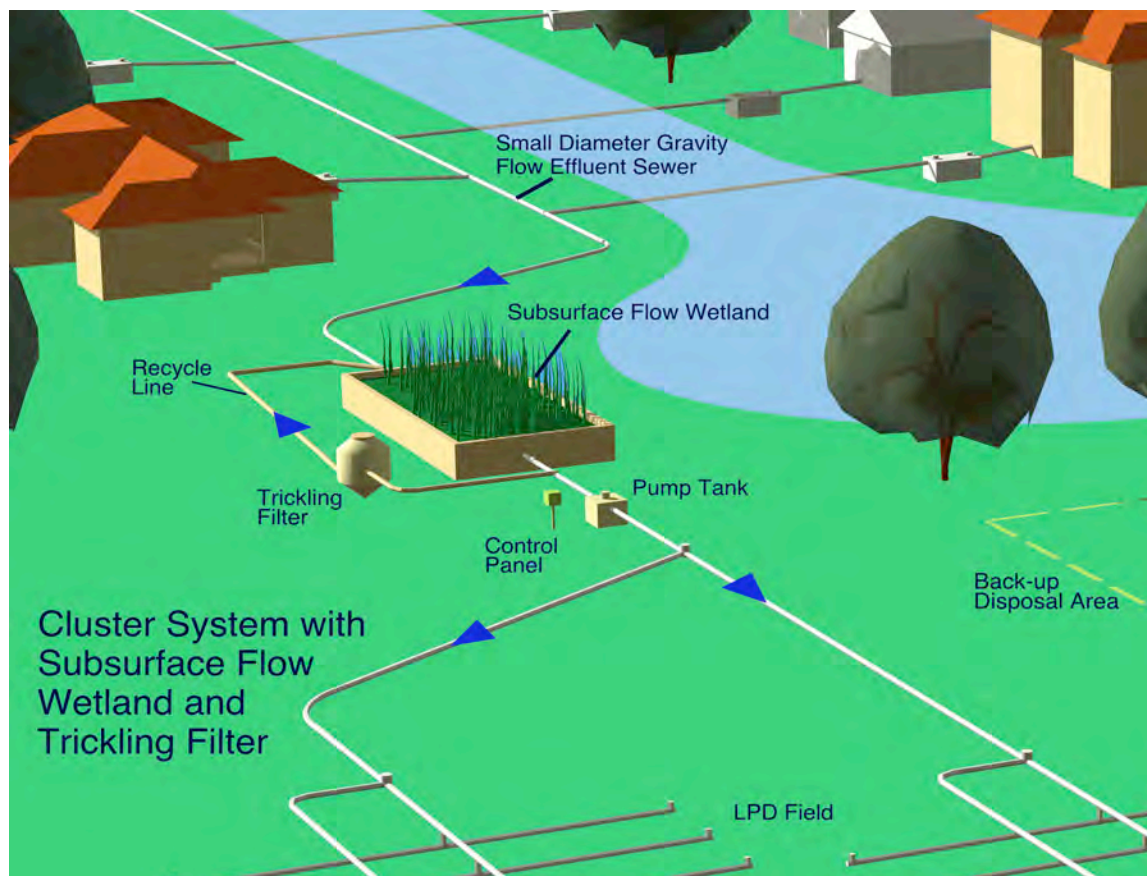 Small Diameter Gravity
Flow Effluent Sewer
Subsurface Flow Wetland
Recycle
Line
Trickling
Filter
Pump Tank
Control
Panel
Back-up
Disposal Area
Cluster System with
Subsurface Flow
Wetland and
Trickling Filter
LPD Field